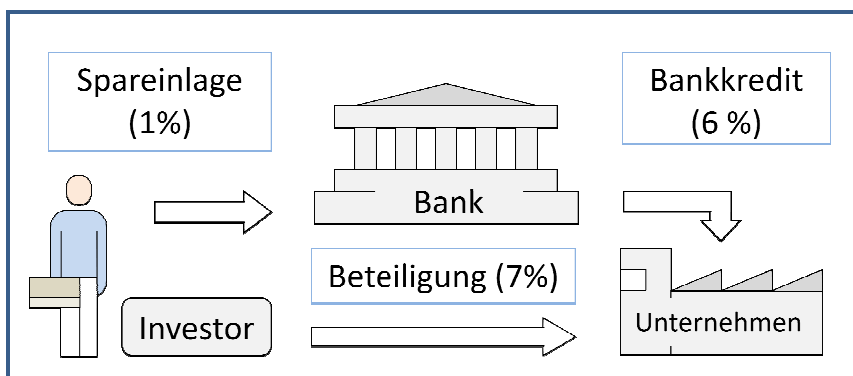 Spareinlage
(1%)
Bankkredit
(6 %)
Bank
Beteiligung (7%)
Investor
Unternehmen